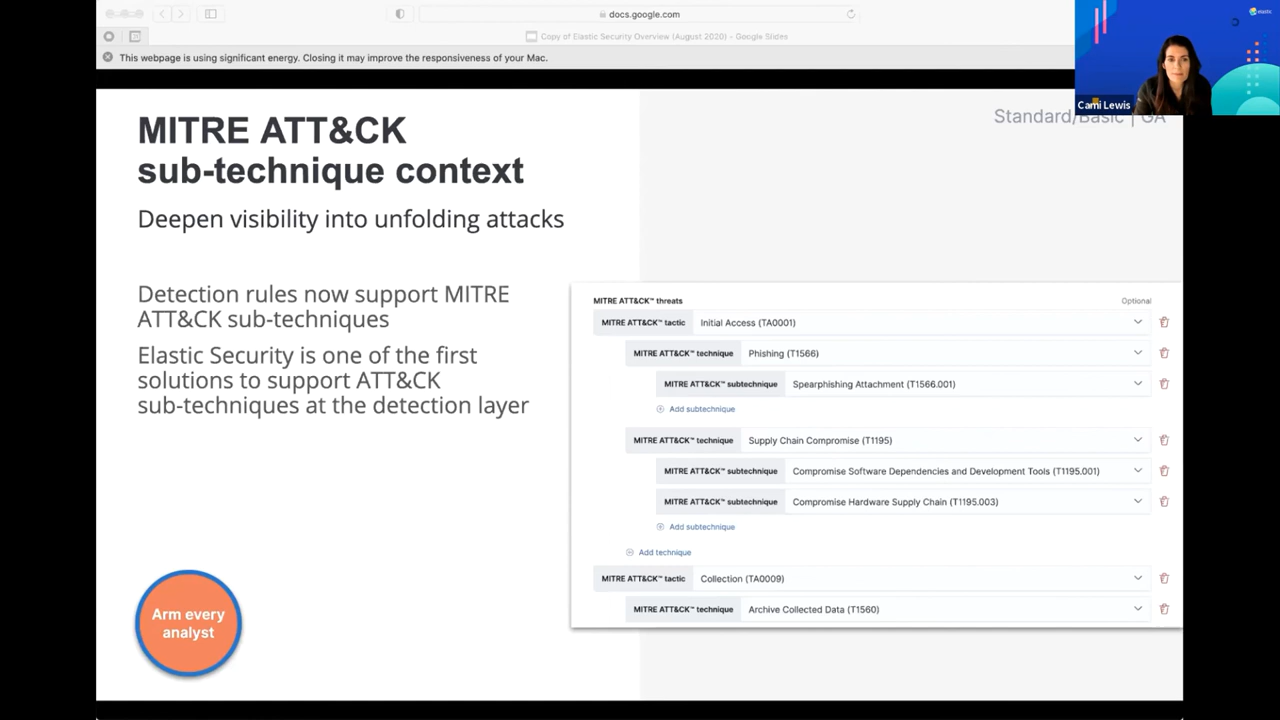 docs.google.com
Copy of Elastic Security Overview (August 2020) - Google Slides
This webpage is using significant energy. Closing it may improve the responsiveness of your Mac.
elastic
Cami Lewis
Standard/Basic | GA
MITRE ATT&CK
sub-technique context
Deepen visibility into unfolding attacks
Detection rules now support MITRE
ATT&CK sub-techniques
Elastic Security is one of the first
solutions to support ATT&CK
sub-techniques at the detection layer
Arm every
analyst
MITRE ATT&CK™ threats Optional
MITRE ATT&CK™ tactic Initial Access (TA0001)
MITRE ATT&CK™ technique Phishing (T1566)
MITRE ATT&CK™ subtechnique Spearphishing Attachment (T1566.001)
Add subtechnique
MITRE ATT&CK™ technique Supply Chain Compromise (T1195)
MITRE ATT&CK™ subtechnique Compromise Software Dependencies and Development Tools (T1195.001)
MITRE ATT&CK™ subtechnique Compromise Hardware Supply Chain (T1195.003)
Add subtechnique
Add technique
MITRE ATT&CK™ tactic Collection (TA0009)
MITRE ATT&CK™ technique Archive Collected Data (T1560)